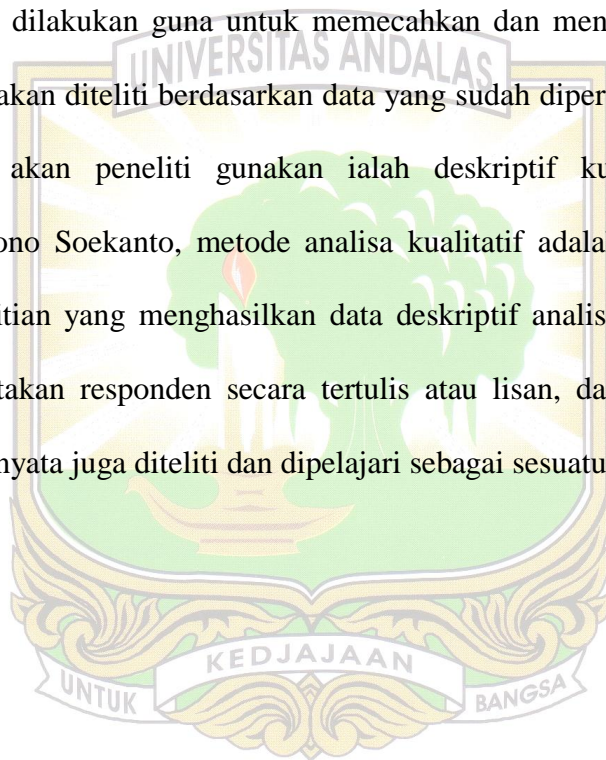 dilakukan guna untuk memecahkan dan men
UNIVERSITAS ANDALAS
akan diteliti berdasarkan data yang sudah diper
akan peneliti gunakan ialah deskriptif ku
ono Soekanto, metode analisa kualitatif adala
itian yang menghasilkan data deskriptif analis
takan responden secara tertulis atau lisan, da
nyata juga diteliti dan dipelajari sebagai sesuatu
KEDJAJAAN
UNTUK BANGSA